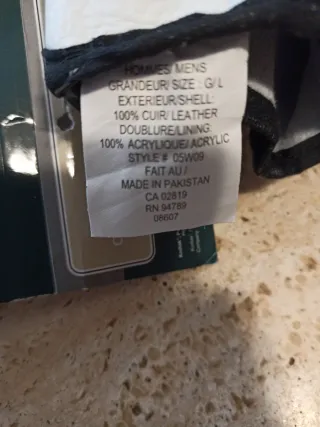 HOMMES/MENS
GRANDEUR/ SIZE : G/L
EXTERIEUR/SHELL:
100% CUIR/ LEATHER
DOUBLURE/LINING:
100% ACRYLIQUE/ ACRYLIC
STYLE # 05W09
FAIT AU /
MADE IN PAKISTAN
CA 02819
RN 94789
08607